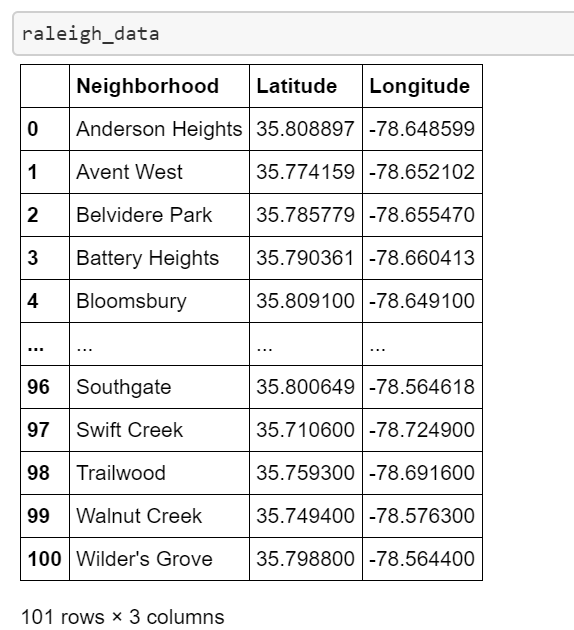 raleigh_data
Neighborhood Latitude Longitude
0 Anderson Heights 35.808897 -78.648599
1 Avent West 35.774159 -78.652102
2 Belvidere Park 35.785779 -78.655470
3 Battery Heights 35.790361 -78.660413
4 Bloomsbury 35.809100 -78.649100
... ... ... ...
96 Southgate 35.800649 -78.564618
97 Swift Creek 35.710600 -78.724900
98 Trailwood 35.759300 -78.691600
99 Walnut Creek 35.749400 -78.576300
100 Wilder's Grove 35.798800 -78.564400
101 rows × 3 columns